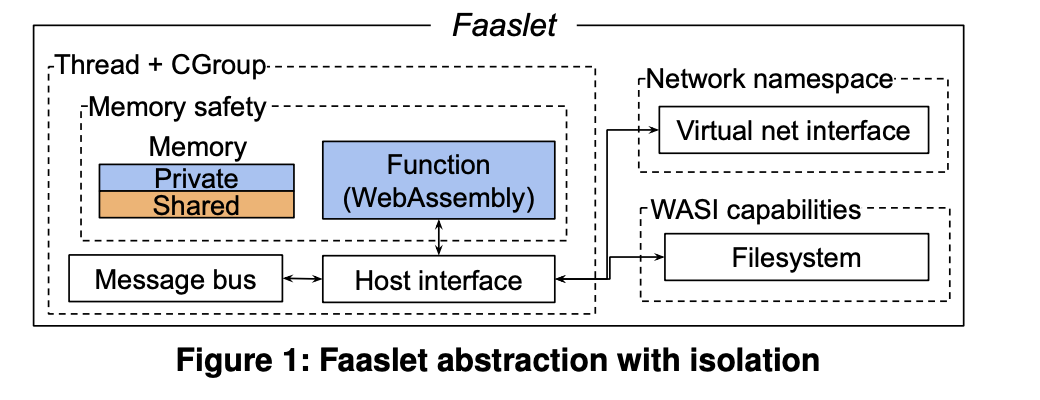 Faaslet
Thread + CGroup
Memory safety
Memory
Private
Shared
Function
(WebAssembly)
Message bus
Host interface
Network namespace
Virtual net interface
WASI capabilities
Filesystem
Figure 1: Faaslet abstraction with isolation